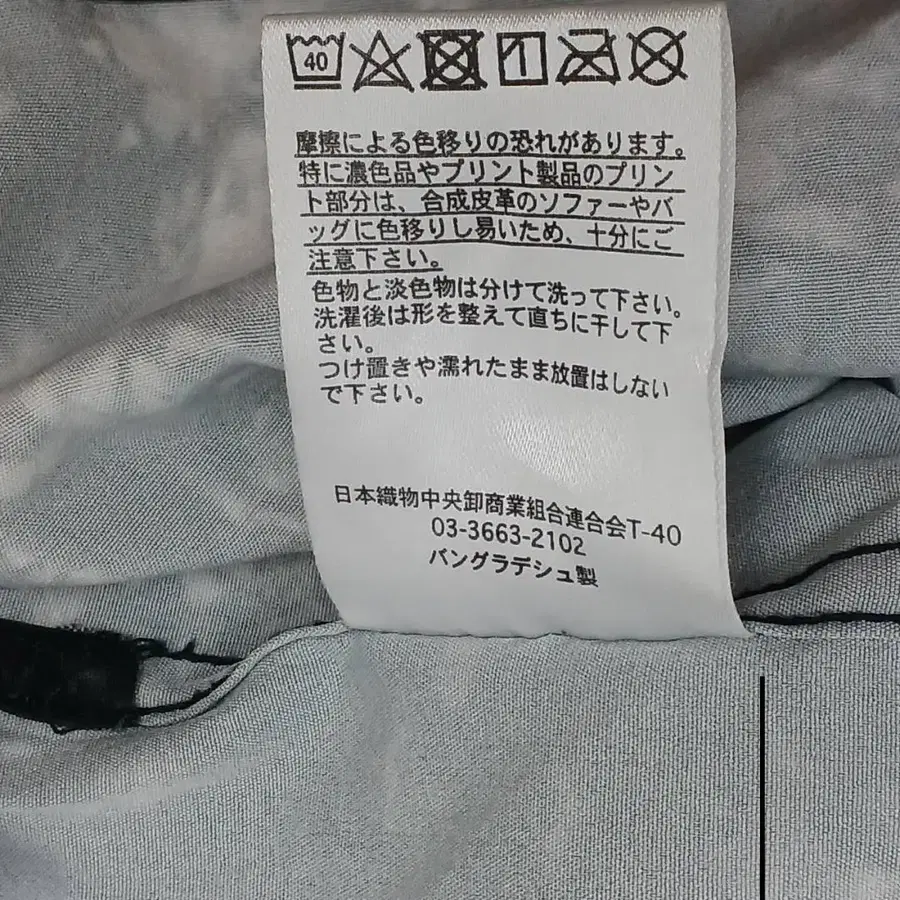 40
摩擦による色移りの恐れがあります。
特に濃色品やプリント製品のプリン
ト部分は、合成皮革のソファーやバ
ッグに色移りし易いため、十分にご
注意下さい。
色物と淡色物は分けて洗って下さい。
洗濯後は形を整えて直ちに干して下
さい。
つけ置きや濡れたまま放置はしない
で下さい。
日本織物中央卸商業組合連合会T-40
03-3663-2102
バングラデシュ製